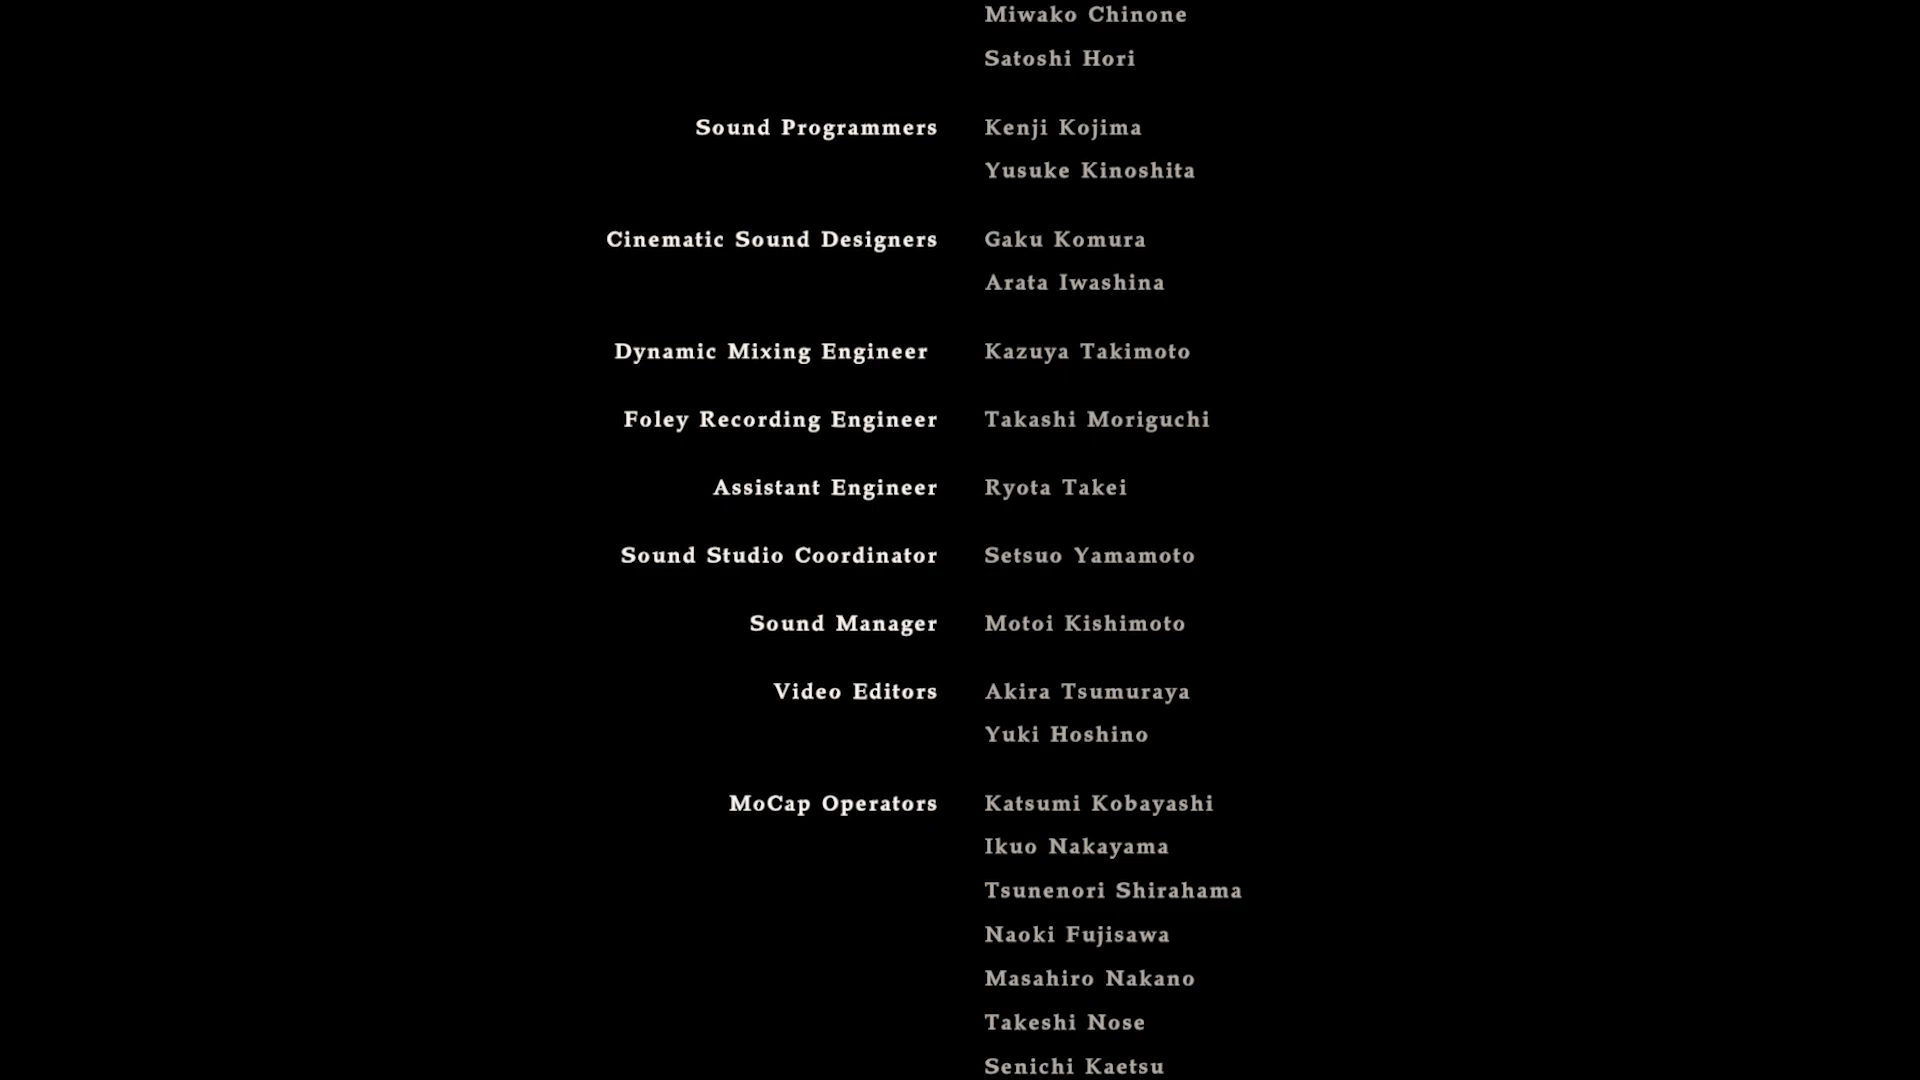 Miwako Chinone
Satoshi Hori
Sound Programmers Kenji Kojima
Yusuke Kinoshita
Cinematic Sound Designers Gaku Komura
Arata Iwashina
Dynamic Mixing Engineer Kazuya Takimoto
Foley Recording Engineer Takashi Moriguchi
Assistant Engineer Ryota Takei
Sound Studio Coordinator Setsuo Yamamoto
Sound Manager Motoi Kishimoto
Video Editors Akira Tsumuraya
Yuki Hoshino
MoCap Operators Katsumi Kobayashi
Ikuo Nakayama
Tsunenori Shirahama
Naoki Fujisawa
Masahiro Nakano
Takeshi Nose
Senichi Kaetsu